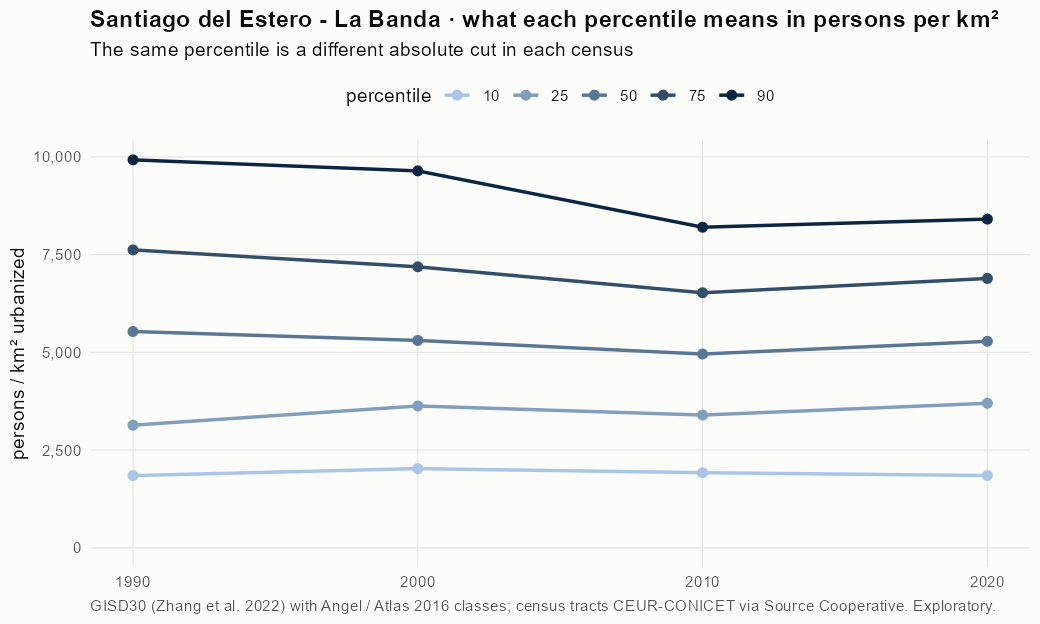 Santiago del Estero - La Banda · what each percentile means in persons per km²
The same percentile is a different absolute cut in each census
percentile 10 25 50 75 90
10,000
7,500
5,000
2,500
0
persons / km² urbanized
1990 2000 2010 2020
GISD30 (Zhang et al. 2022) with Angel / Atlas 2016 classes; census tracts CEUR-CONICET via Source Cooperative. Exploratory.